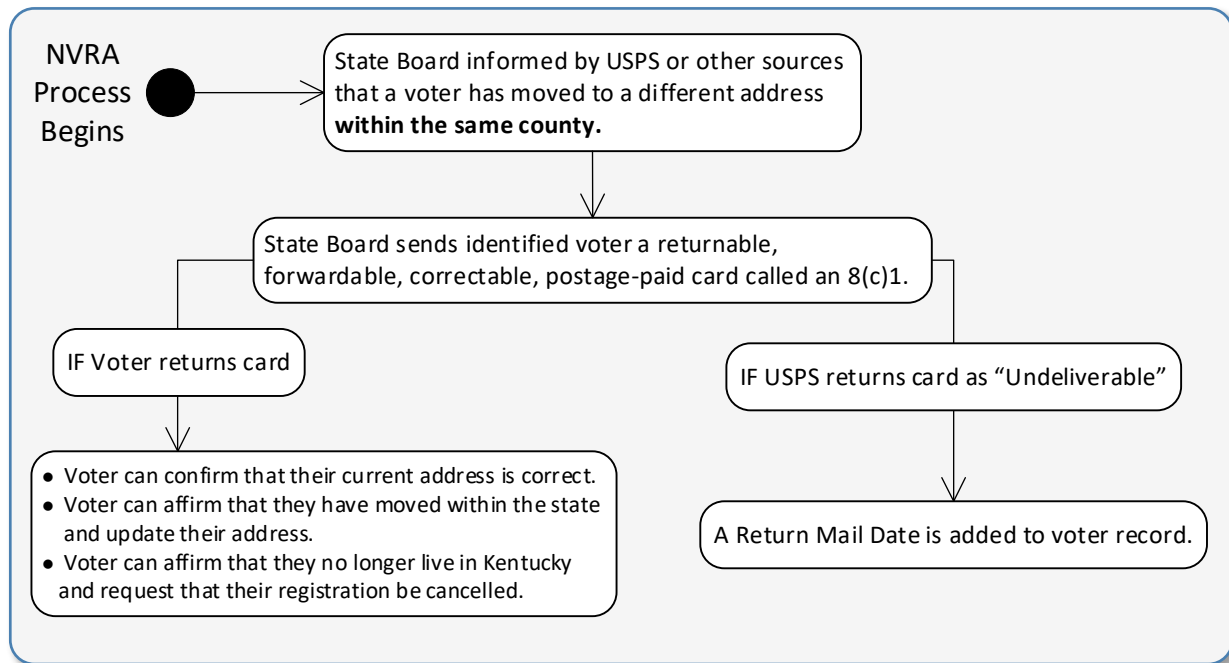 NVRA
Process
Begins
State Board informed by USPS or other sources
that a voter has moved to a different address
within the same county.
State Board sends identified voter a returnable,
forwardable, correctable, postage-paid card called an 8(c)1.
IF Voter returns card
IF USPS returns card as “Undeliverable”
● Voter can confirm that their current address is correct.
● Voter can affirm that they have moved within the state
and update their address.
● Voter can affirm that they no longer live in Kentucky
and request that their registration be cancelled.
A Return Mail Date is added to voter record.